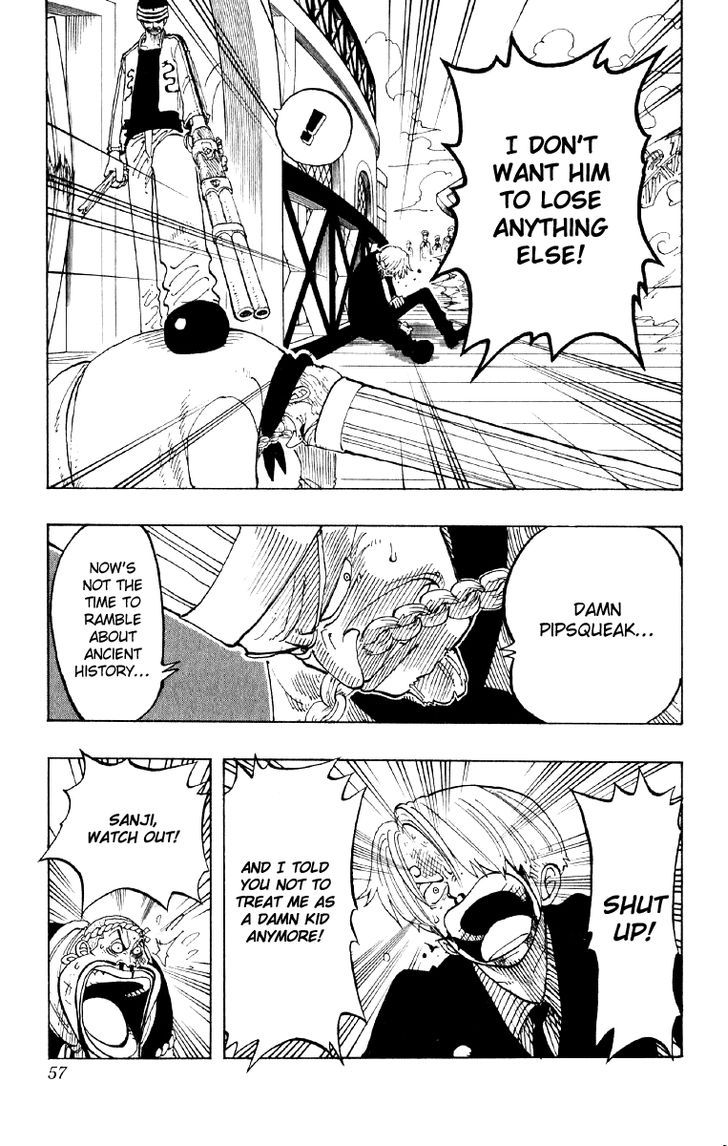 I DON'T
WANT HIM
TO LOSE
ANYTHING
ELSE!
!!
DAMN
PIPSQUEAK...
NOW'S
NOT THE
TIME TO
RAMBLE
ABOUT
ANCIENT
HISTORY...
SHUT
UP!
AND I TOLD
YOU NOT TO
TREAT ME AS
A DAMN KID
ANYMORE!
SANJI,
WATCH OUT!
57